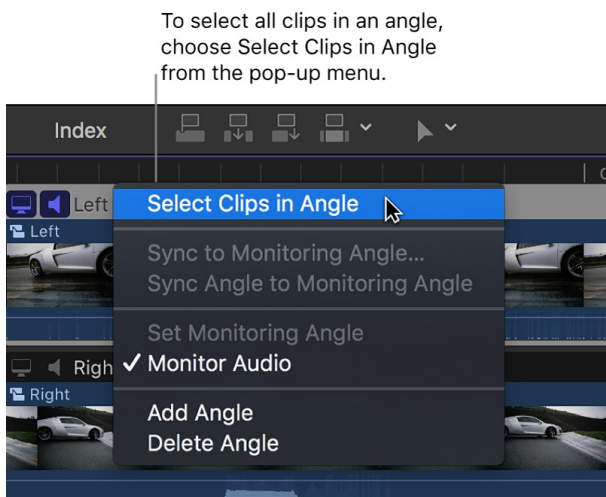 To select all clips in an angle,
choose Select Clips in Angle
from the pop-up menu.
Index
Left
Select Clips in Angle
Left
Sync to Monitoring Angle...
Sync Angle to Monitoring Angle
Set Monitoring Angle
Righ
✓ Monitor Audio
Right
Add Angle
Delete Angle